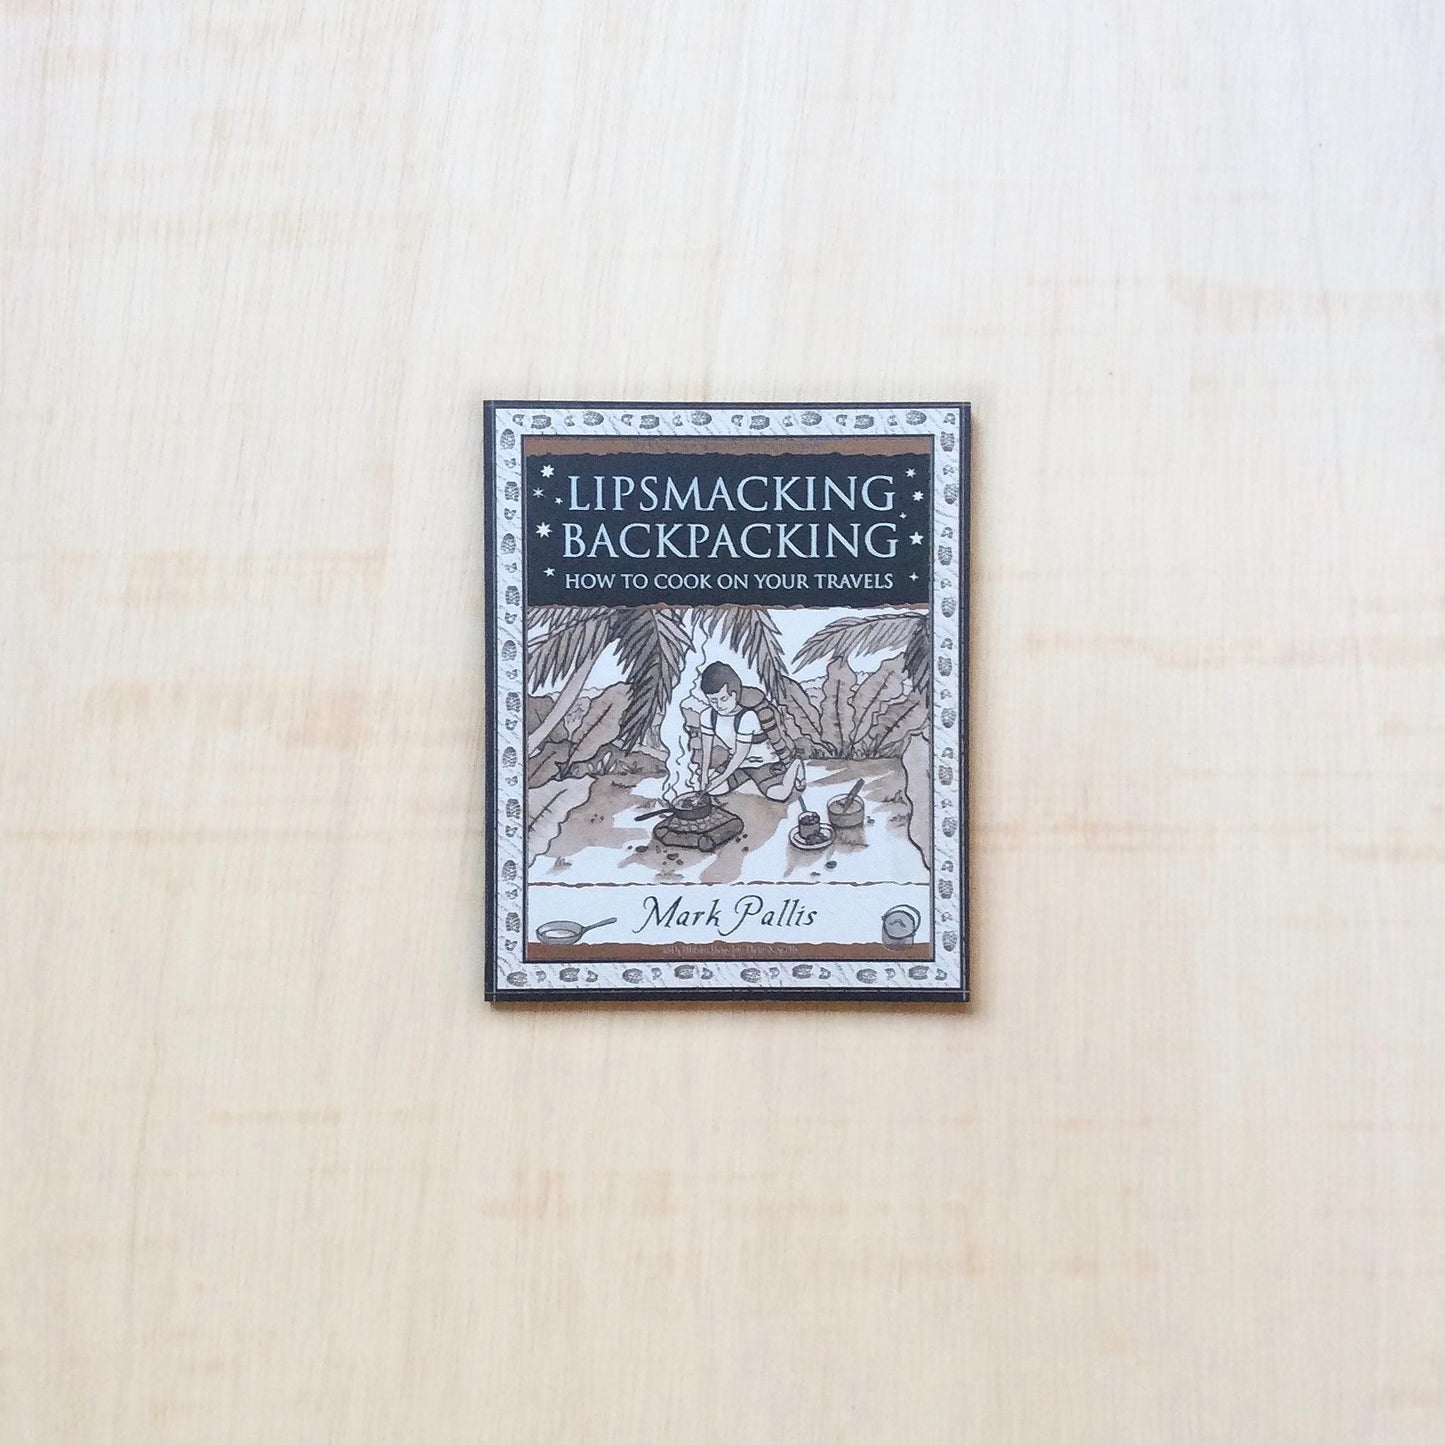 LIPSMACKING
BACKPACKING
HOW TO COOK ON YOUR TRAVELS
Mark Pallis